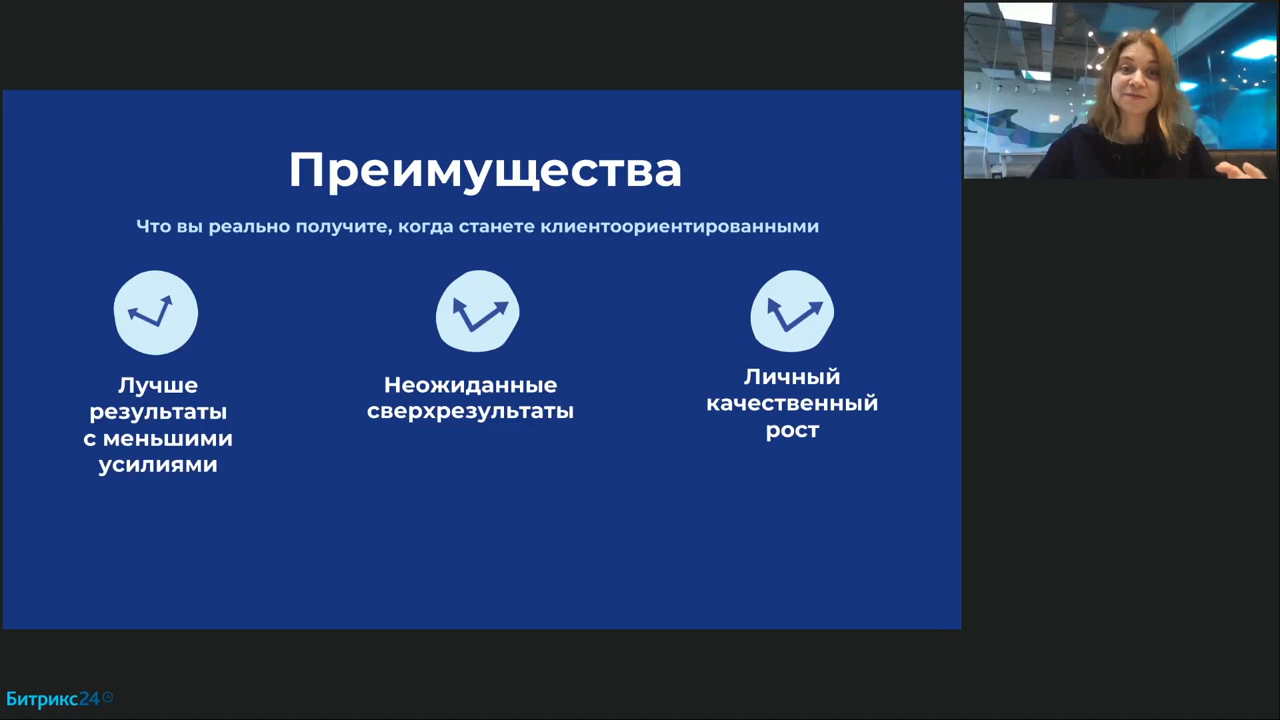 Преимущества
Что вы реально получите, когда станете клиентоориентированными
Лучше
результаты
с меньшими
усилиями
Неожиданные
сверхрезультаты
Личный
качественный
рост
Битрикс24